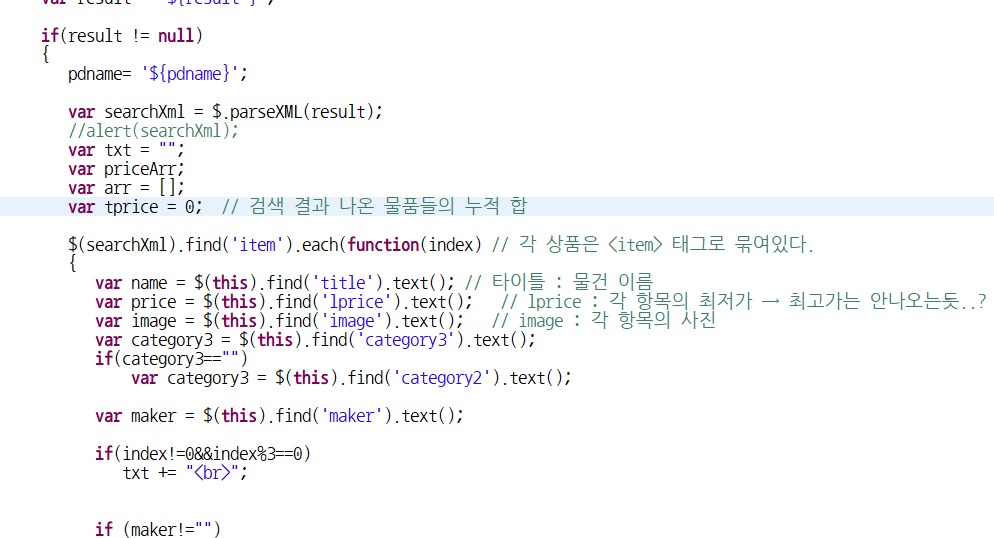 var result = '${result }';
if(result != null)
{
pdname= '${pdname}';
var searchXml = $.parseXML(result);
//alert(searchXml);
var txt = "";
var priceArr;
var arr = [];
var tprice = 0; // 검색 결과 나온 물품들의 누적 합
$(searchXml).find('item').each(function(index) // 각 상품은 <item> 태그로 묶여있다.
{
var name = $(this).find('title').text(); // 타이틀 : 물건 이름
var price = $(this).find('lprice').text(); // lprice : 각 항목의 최저가 → 최고가는 안나오는듯..?
var image = $(this).find('image').text(); // image : 각 항목의 사진
var category3 = $(this).find('category3').text();
if(category3=="")
var category3 = $(this).find('category2').text();
var maker = $(this).find('maker').text();
if(index!=0&&index%3==0)
txt += "<br>";
if (maker!="")